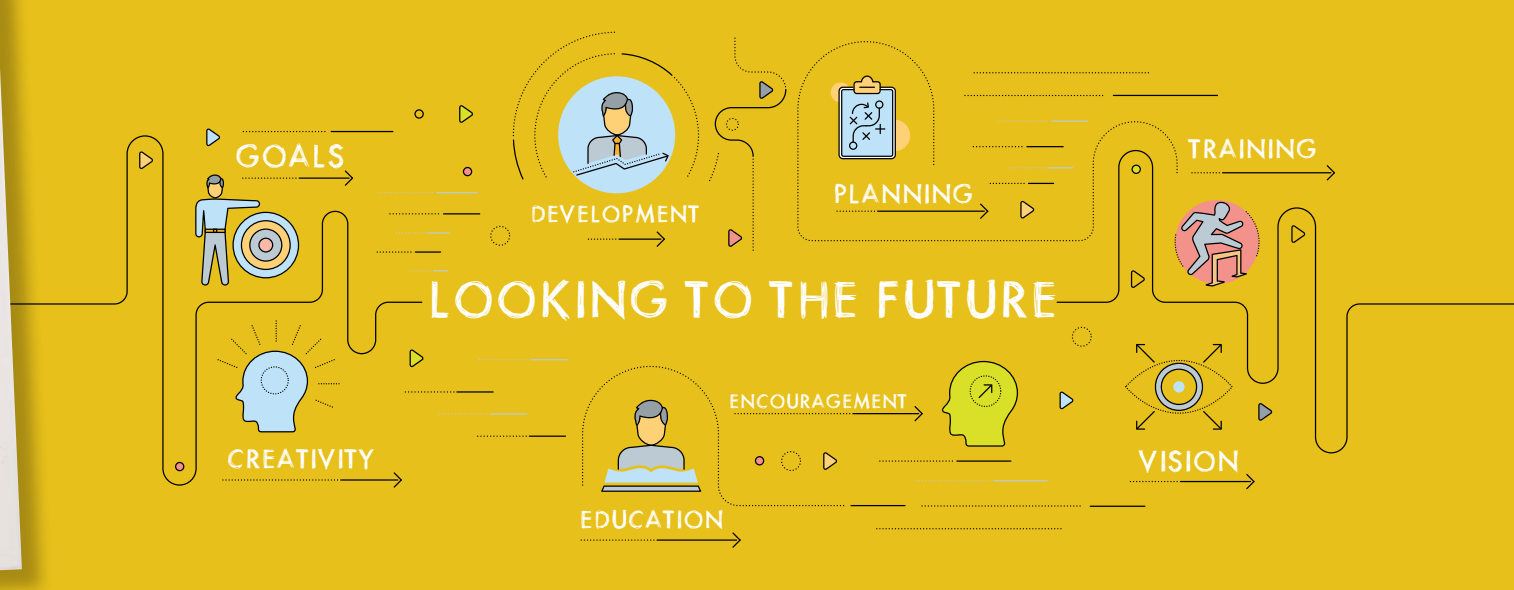 GOALS
DEVELOPMENT
PLANNING
TRAINING
LOOKING TO THE FUTURE
CREATIVITY
EDUCATION
ENCOURAGEMENT
VISION